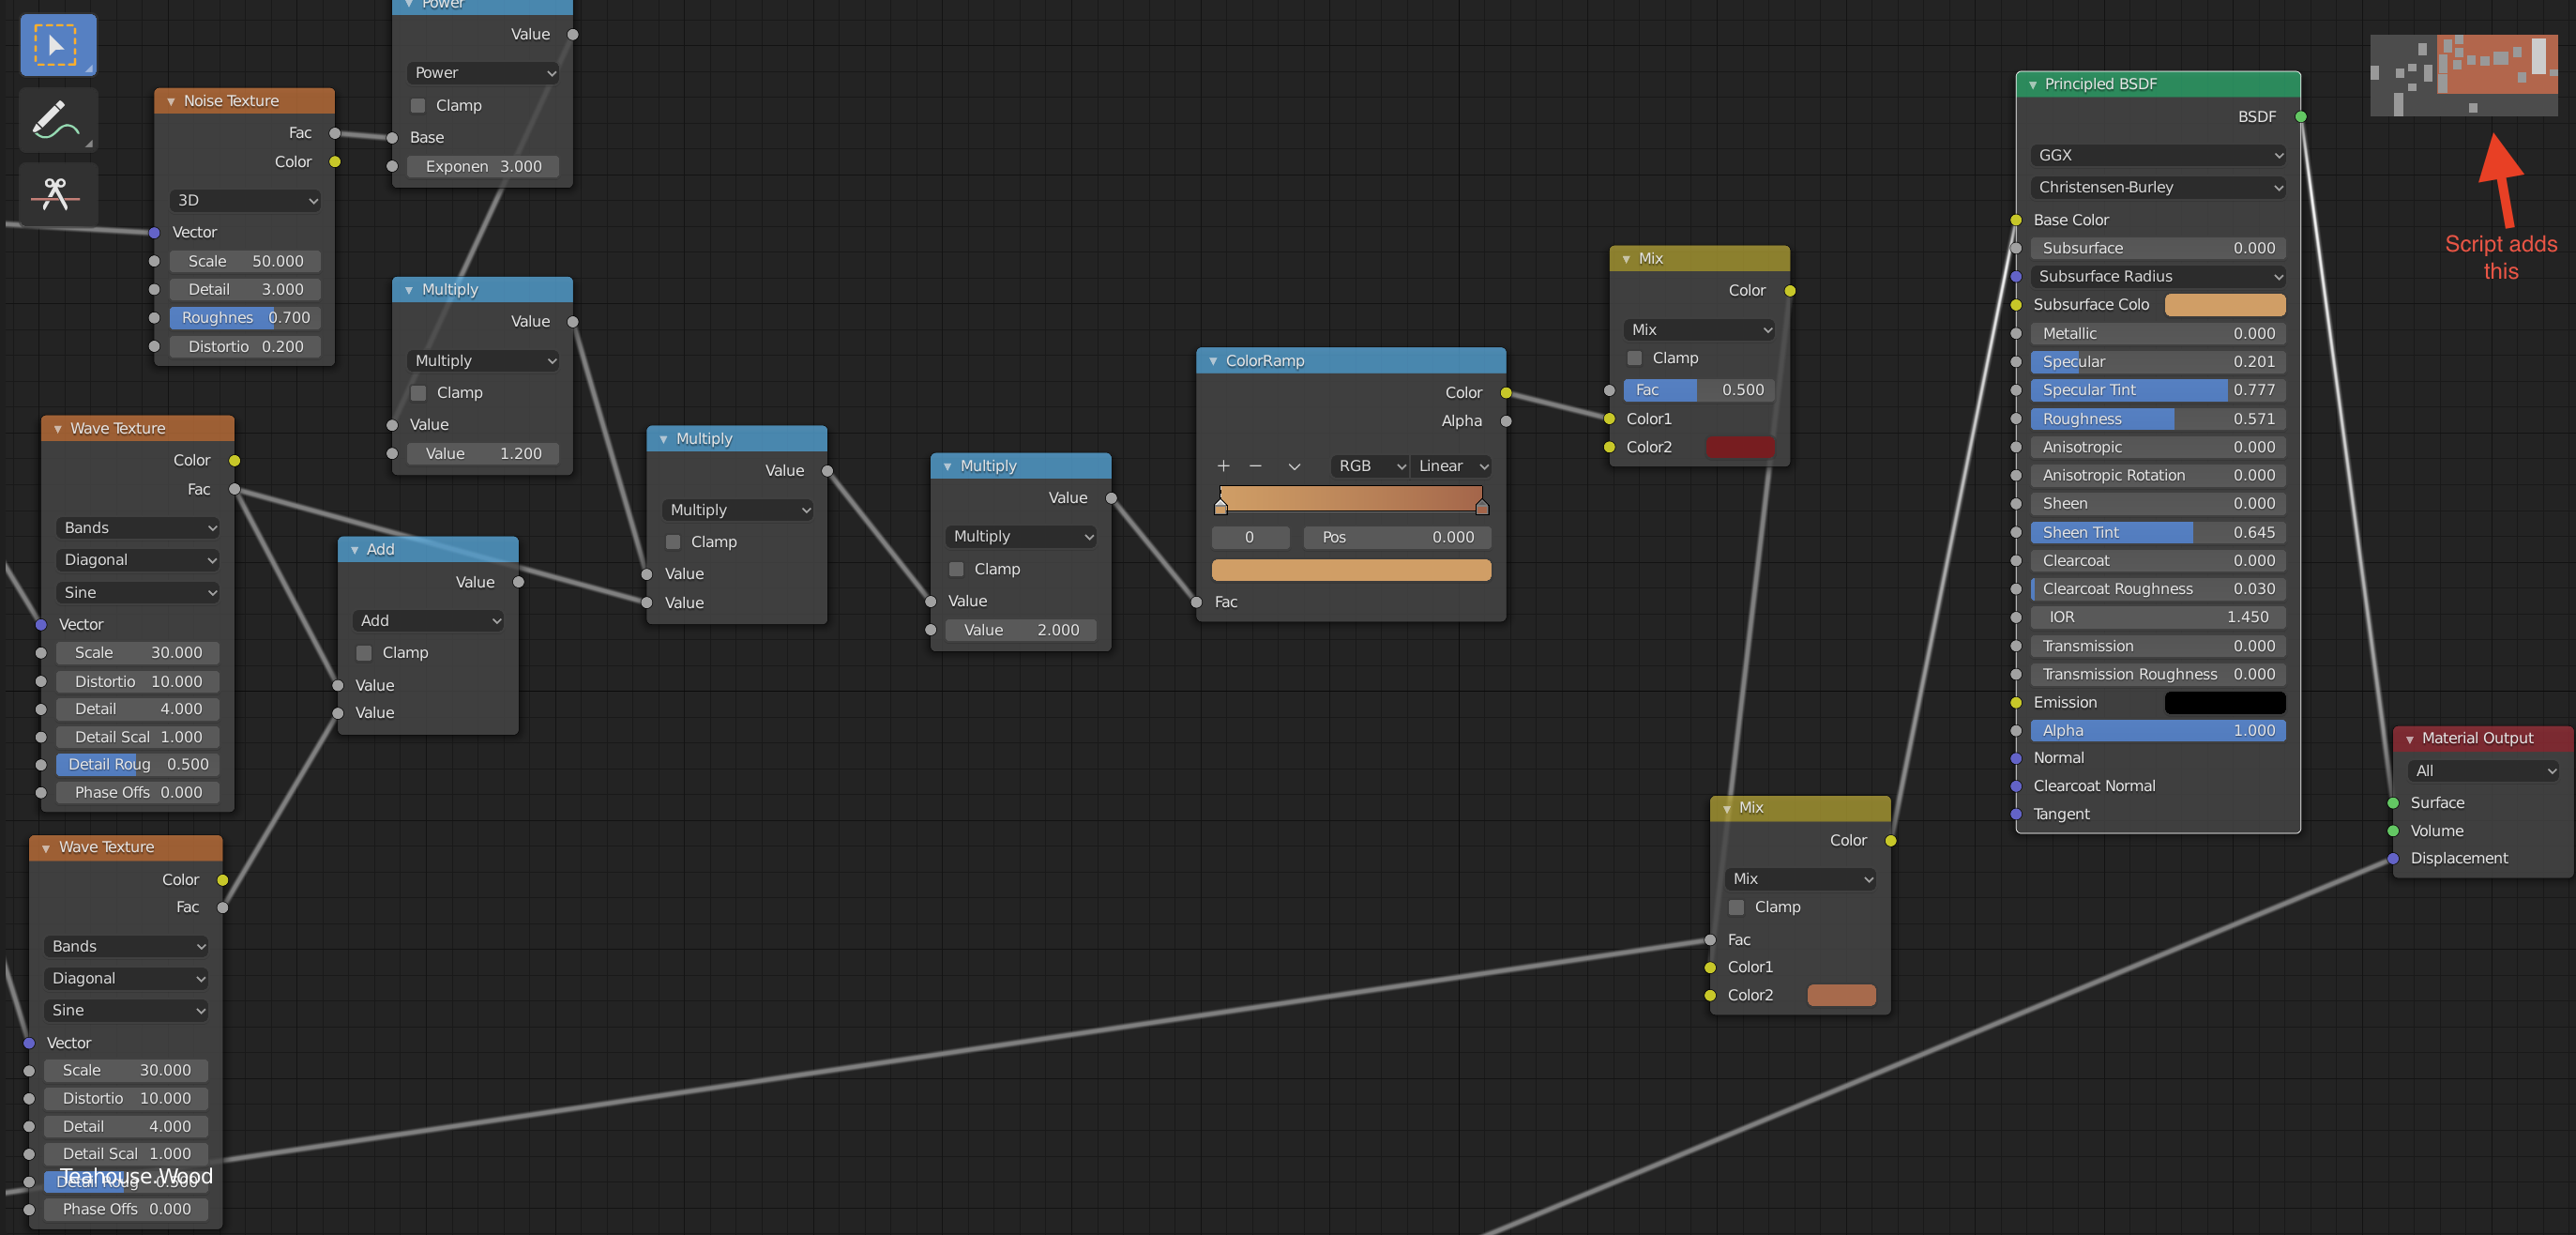 Power
Value
Power
Clamp
Base
Exponen 3.000
Noise Texture
Fac
Color
3D
Vector
Scale 50.000
Detail 3.000
Roughnes 0.700
Distortio 0.200
Multiply
Value
Multiply
Clamp
Value
Value 1.200
Wave Texture
Color
Fac
Bands
Diagonal
Sine
Vector
Scale 30.000
Distortio 10.000
Detail 4.000
Detail Scal 1.000
Detail Roug 0.500
Phase Offs 0.000
Add
Value
Add
Clamp
Value
Value
Multiply
Value
Multiply
Clamp
Value
Value
Multiply
Value
Multiply
Clamp
Value
Value 2.000
ColorRamp
Color
Alpha
RGB Linear
0 Pos 0.000
Fac
Mix
Color
Mix
Clamp
Fac 0.500
Color1
Color2
Principled BSDF
BSDF
GGX
Christensen-Burley
Base Color
Subsurface 0.000
Subsurface Radius
Subsurface Colo
Metallic 0.000
Specular 0.201
Specular Tint 0.777
Roughness 0.571
Anisotropic 0.000
Anisotropic Rotation 0.000
Sheen 0.000
Sheen Tint 0.645
Clearcoat 0.000
Clearcoat Roughness 0.030
IOR 1.450
Transmission 0.000
Transmission Roughness 0.000
Emission
Alpha 1.000
Normal
Clearcoat Normal
Tangent
Script adds
this
Material Output
All
Surface
Volume
Displacement
Mix
Color
Mix
Clamp
Fac
Color1
Color2
Wave Texture
Color
Fac
Bands
Diagonal
Sine
Vector
Scale 30.000
Distortio 10.000
Detail 4.000
Detail Scal 1.000
Teahouse.Wood
Detail Roug 0.500
Phase Offs 0.000